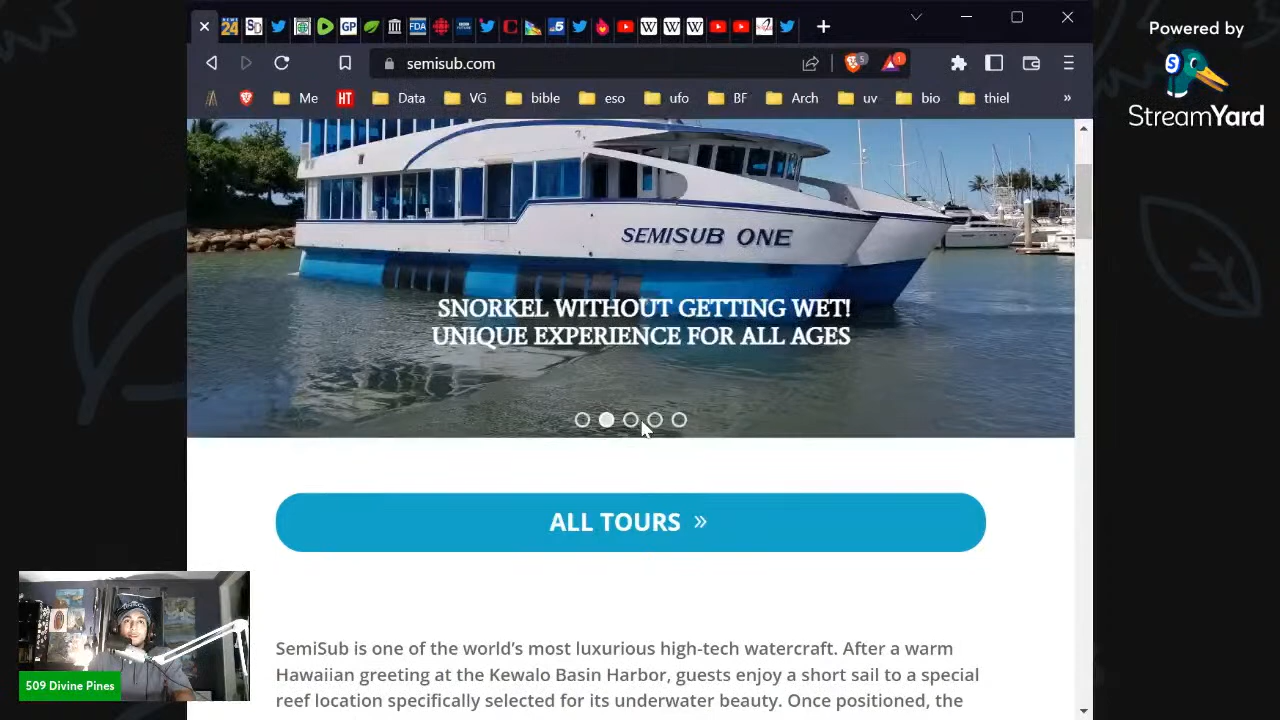 Powered by
StreamYard
semisub.com
Me
HT
Data
VG
bible
eso
ufo
BF
Arch
uv
bio
thiel
»
SEMISUB ONE
SNORKEL WITHOUT GETTING WET!
UNIQUE EXPERIENCE FOR ALL AGES
ALL TOURS »
SemiSub is one of the world's most luxurious high-tech watercraft. After a warm
Hawaiian greeting at the Kewalo Basin Harbor, guests enjoy a short sail to a special
reef location specifically selected for its underwater beauty. Once positioned, the
509 Divine Pines